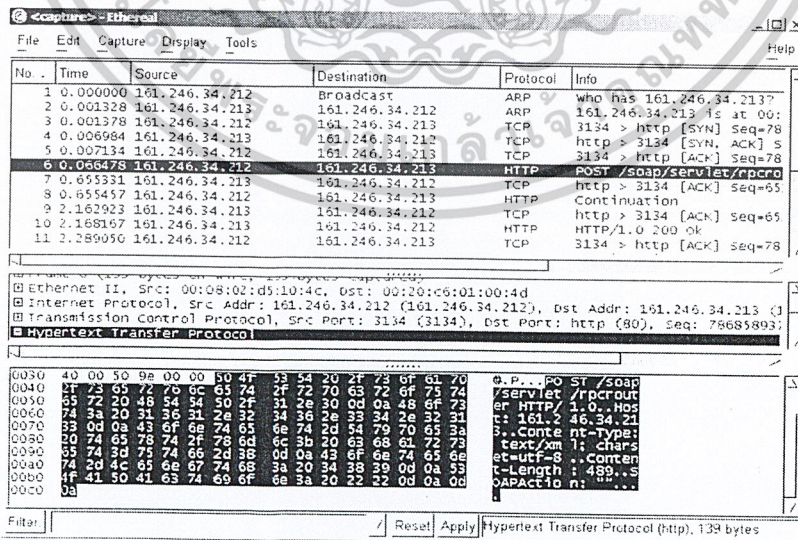 <capture> - Ethereal
File Edit Capture Display Tools Help
No. . Time Source Destination Protocol Info
1 0.000000 161.246.34.212 Broadcast ARP who has 161.246.34.213?
2 0.001328 161.246.34.213 161.246.34.212 ARP 161.246.34.213 is at 00:
3 0.001378 161.246.34.212 161.246.34.213 TCP 3134 > http [SYN] Seq=78
4 0.006984 161.246.34.213 161.246.34.212 TCP http > 3134 [SYN, ACK] S
5 0.007134 161.246.34.212 161.246.34.213 TCP 3134 > http [ACK] Seq=78
6 0.066478 161.246.34.212 161.246.34.213 HTTP POST /soap/servlet/rpcro
7 0.655331 161.246.34.213 161.246.34.212 TCP http > 3134 [ACK] Seq=65
8 0.655457 161.246.34.212 161.246.34.213 HTTP Continuation
9 2.162923 161.246.34.213 161.246.34.212 TCP http > 3134 [ACK] Seq=65
10 2.168167 161.246.34.213 161.246.34.212 HTTP HTTP/1.0 200 ok
11 2.289050 161.246.34.212 161.246.34.213 TCP 3134 > http [ACK] Seq=78
Ethernet II, Src: 00:08:02:d5:10:4c, Dst: 00:20:c6:01:00:4d
Internet Protocol, Src Addr: 161.246.34.212 (161.246.34.212), Dst Addr: 161.246.34.213 (1
Transmission Control Protocol, Src Port: 3134 (3134), Dst Port: http (80), Seq: 786858937
Hypertext Transfer Protocol
0030 40 00 50 9e 00 00 50 4f 53 54 20 2f 73 6f 61 70 @.P...PO ST /soap
0040 2f 73 65 72 76 6c 65 74 2f 72 70 63 72 6f 75 74 /servlet /rpcrout
0050 65 72 20 48 54 54 50 2f 31 2e 30 0d 0a 48 6f 73 er HTTP/ 1.0..Hos
0060 74 3a 20 31 36 31 2e 32 34 36 2e 33 34 2e 32 31 t: 161.2 46.34.21
0070 33 0d 0a 43 6f 6e 74 65 6e 74 2d 54 79 70 65 3a 3..Conte nt-Type:
0080 20 74 65 78 74 2f 78 6d 6c 3b 20 63 68 61 72 73 text/xm l; chars
0090 65 74 3d 75 74 66 2d 38 0d 0a 43 6f 6e 74 65 6e et=utf-8 ..Conten
00a0 74 2d 4c 65 6e 67 74 68 3a 20 34 38 39 0d 0a 53 t-Length : 489..S
00b0 4f 41 50 41 63 74 69 6f 6e 3a 20 22 22 0d 0a 0d OAPActio n: ""...
00c0 0a .
Filter: / Reset Apply Hypertext Transfer Protocol (http), 139 bytes